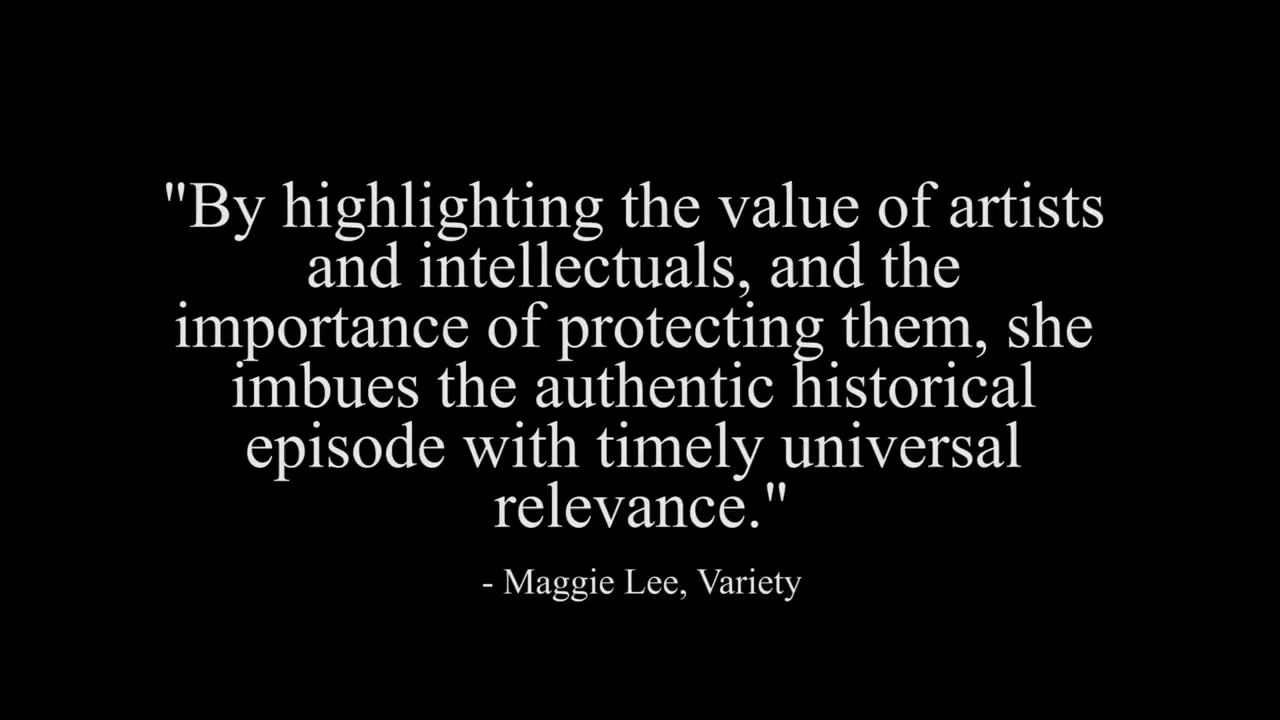 "By highlighting the value of artists
and intellectuals, and the
importance of protecting them, she
imbues the authentic historical
episode with timely universal
relevance."
- Maggie Lee, Variety